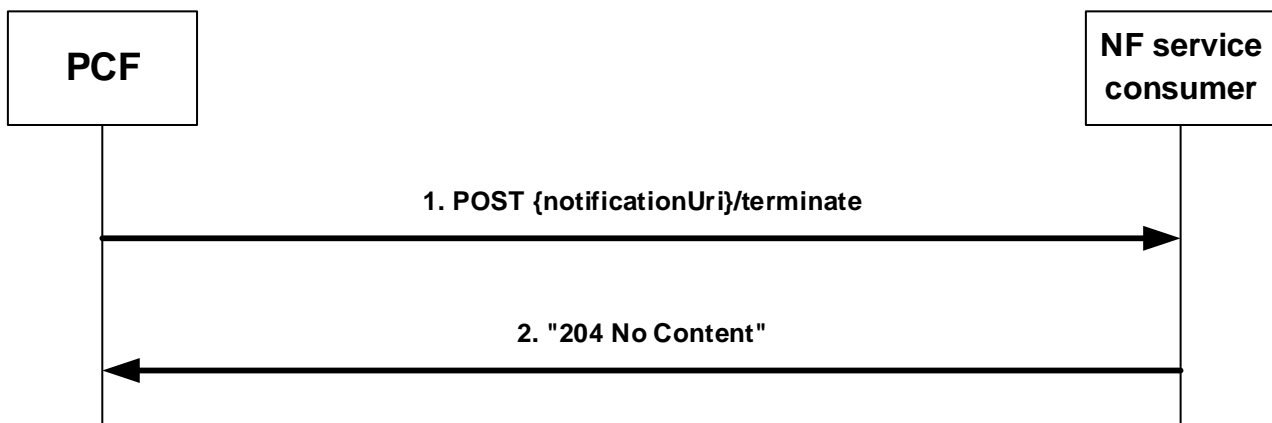 PCF
NF service
consumer
1. POST {notificationUri}/terminate
2. "204 No Content"